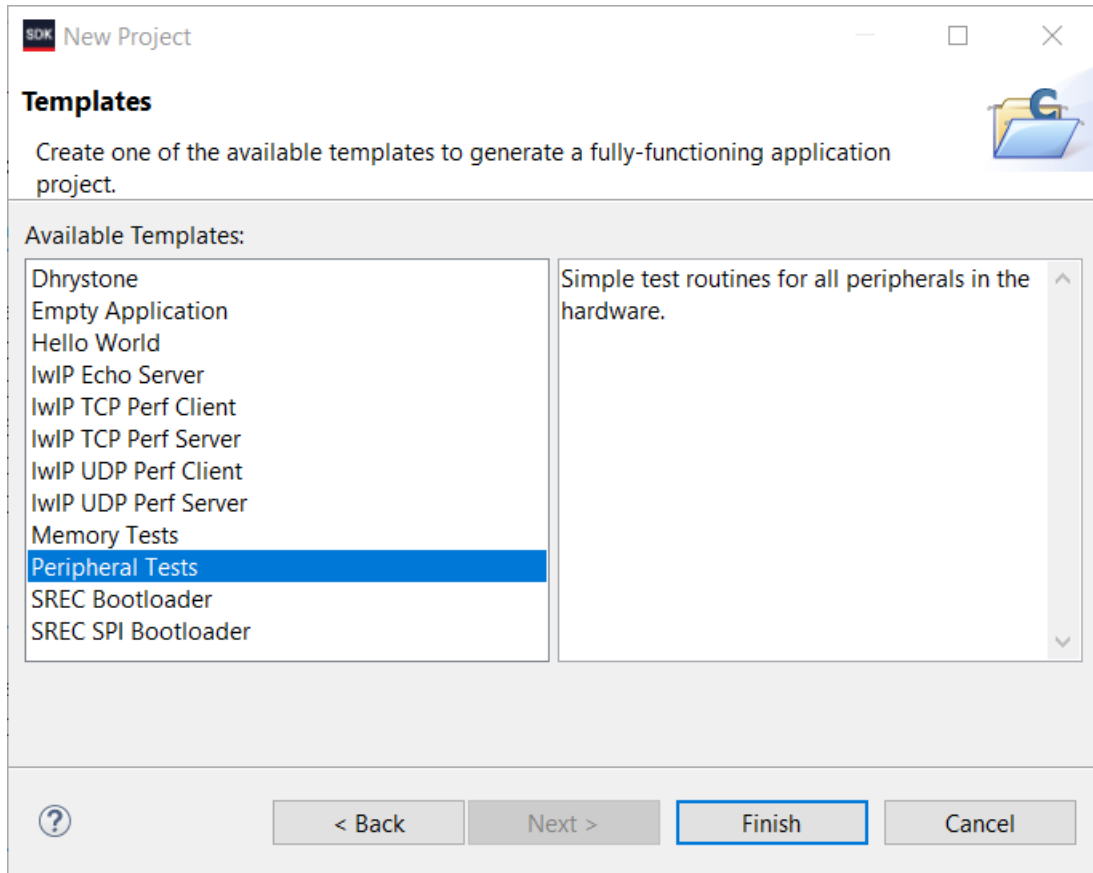 SDK New Project
Templates
Create one of the available templates to generate a fully-functioning application
project.
Available Templates:
Dhrystone
Empty Application
Hello World
lwIP Echo Server
lwIP TCP Perf Client
lwIP TCP Perf Server
lwIP UDP Perf Client
lwIP UDP Perf Server
Memory Tests
Peripheral Tests
SREC Bootloader
SREC SPI Bootloader
Simple test routines for all peripherals in the
hardware.
? < Back Next > Finish Cancel